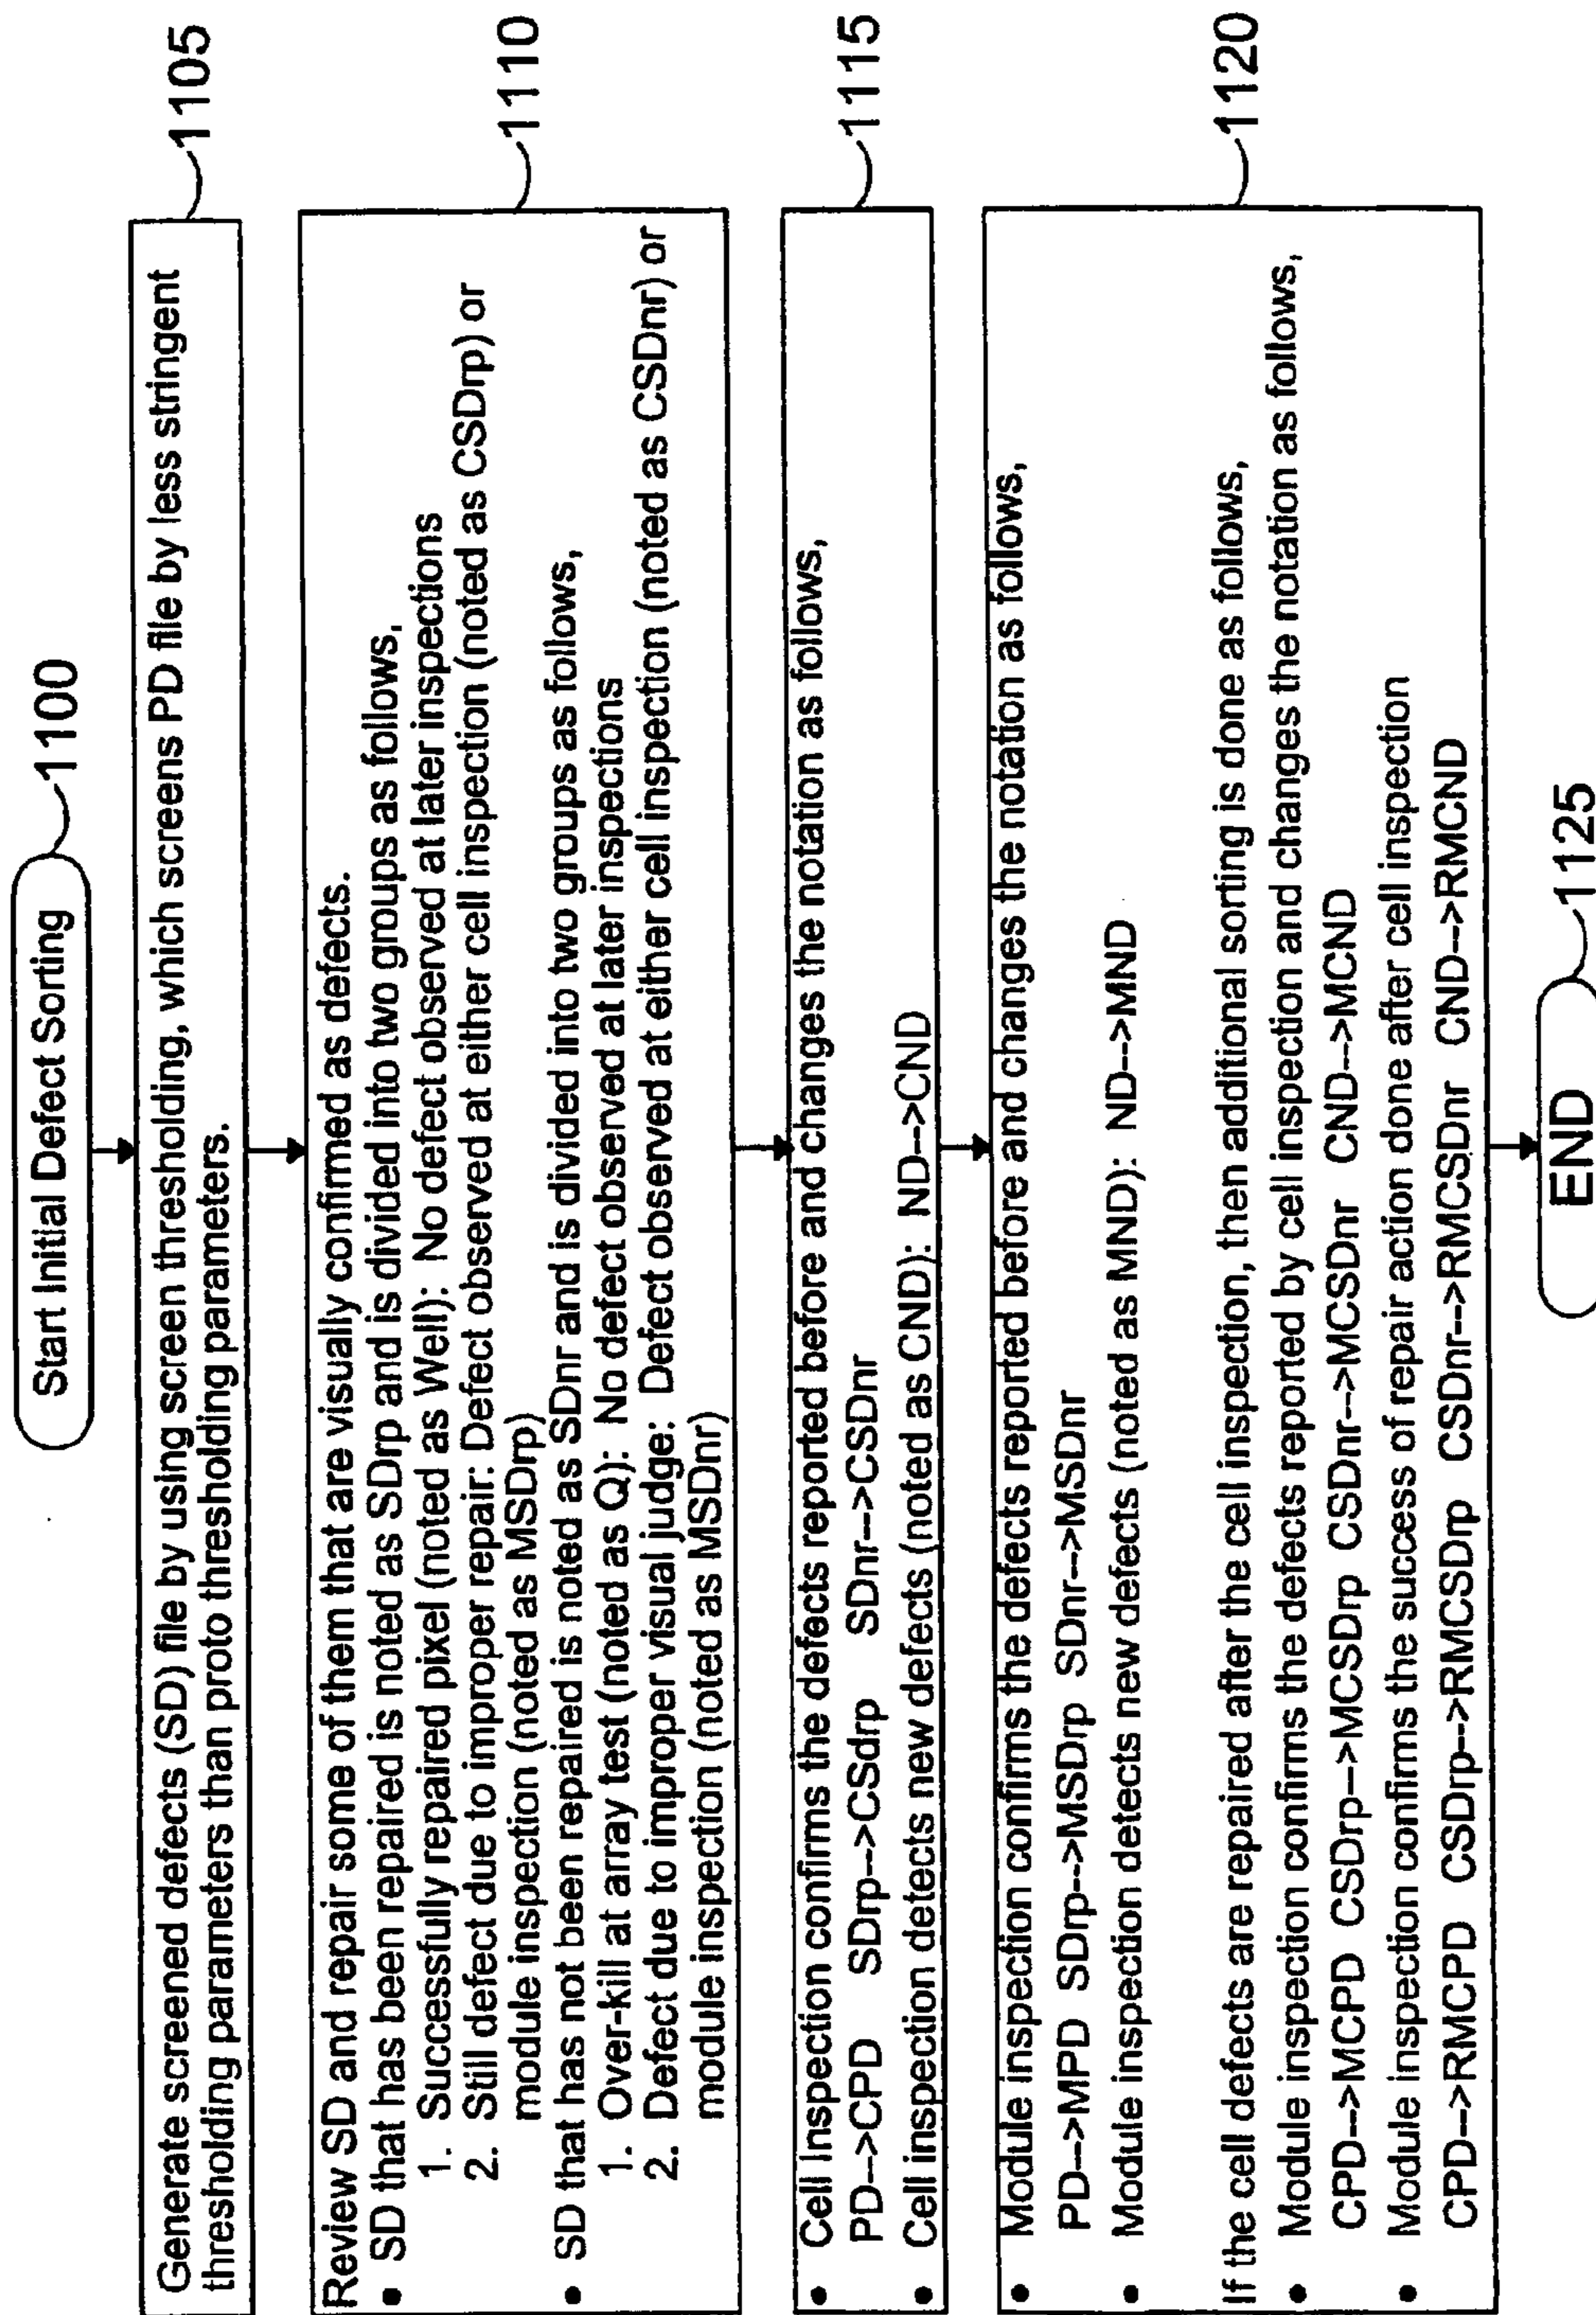 Start Initial Defect Sorting
1100
Generate screened defects (SD) file by using screen thresholding, which screens PD file by less stringent
thresholding parameters than proto thresholding parameters.
1105
Review SD and repair some of them that are visually confirmed as defects.
• SD that has been repaired is noted as SDrp and is divided into two groups as follows,
1. Successfully repaired pixel (noted as Well): No defect observed at later inspections
2. Still defect due to improper repair: Defect observed at either cell inspection (noted as CSDrp) or
module inspection (noted as MSDrp)
• SD that has not been repaired is noted as SDnr and is divided into two groups as follows,
1. Over-kill at array test (noted as Q): No defect observed at later inspections
2. Defect due to improper visual judge: Defect observed at either cell inspection (noted as CSDnr) or
module inspection (noted as MSDnr)
1110
• Cell Inspection confirms the defects reported before and changes the notation as follows,
PD-->CPD SDrp-->CSdrp SDnr-->CSDnr
• Cell inspection detects new defects (noted as CND): ND-->CND
1115
• Module inspection confirms the defects reported before and changes the notation as follows,
PD-->MPD SDrp-->MSDrp SDnr-->MSDnr
• Module inspection detects new defects (noted as MND): ND-->MND
If the cell defects are repaired after the cell inspection, then additional sorting is done as follows,
• Module inspection confirms the defects reported by cell inspection and changes the notation as follows,
CPD-->MCPD CSDrp-->MCSDrp CSDnr-->MCSDnr CND-->MCND
• Module inspection confirms the success of repair action done after cell inspection
CPD-->RMCPD CSDrp-->RMCSDrp CSDnr-->RMCSDnr CND-->RMCND
1120
END
1125